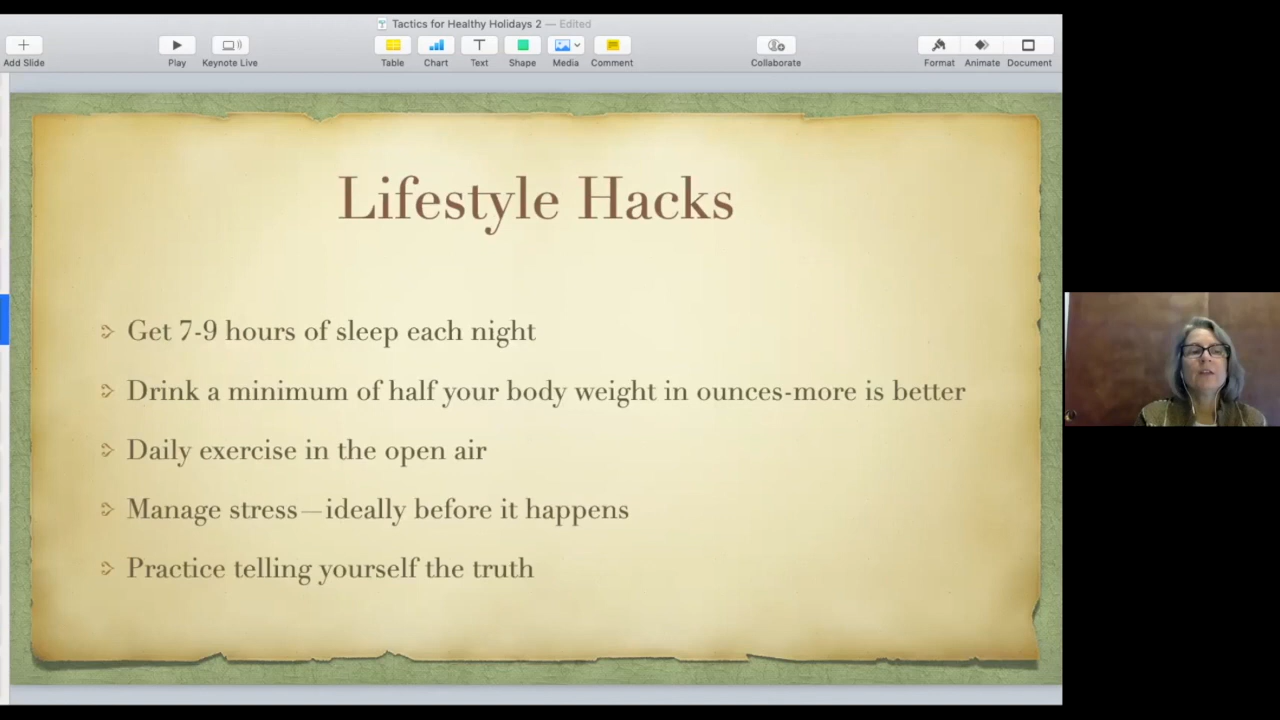 Tactics for Healthy Holidays 2 — Edited
Add Slide
Play
Keynote Live
Table
Chart
Text
Shape
Media
Comment
Collaborate
Format
Animate
Document
Lifestyle Hacks
Get 7-9 hours of sleep each night
Drink a minimum of half your body weight in ounces-more is better
Daily exercise in the open air
Manage stress—ideally before it happens
Practice telling yourself the truth